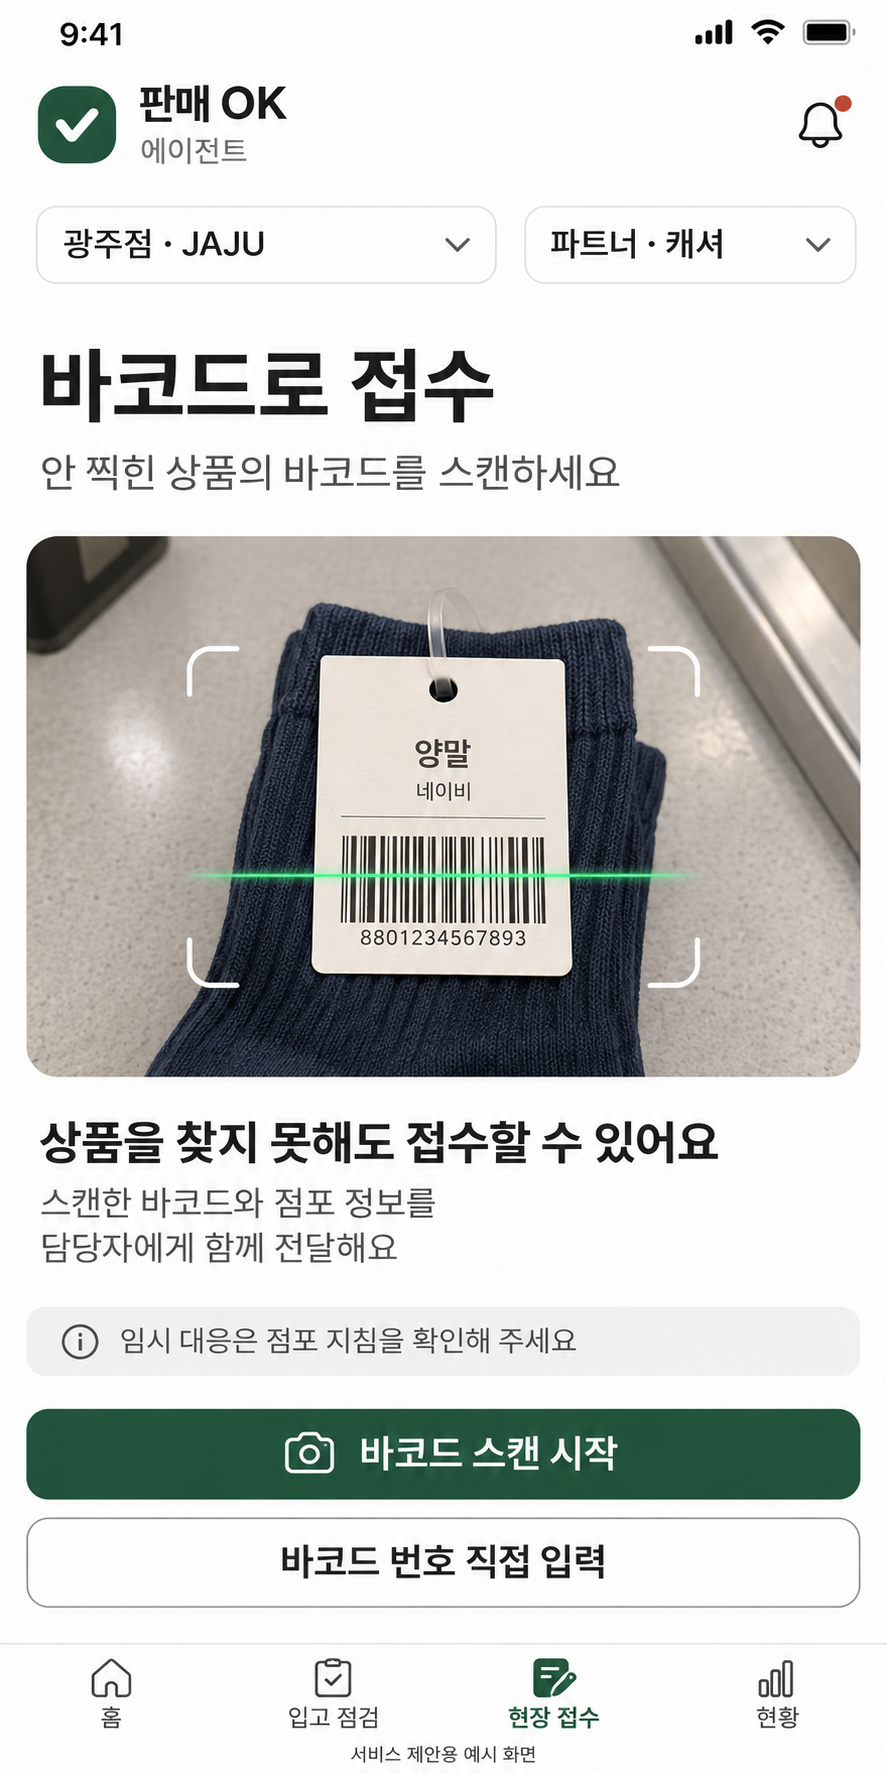 9:41
판매 OK
에이전트
광주점 · JAJU
파트너 · 캐셔
바코드로 접수
안 찍힌 상품의 바코드를 스캔하세요
양말
네이비
8801234567893
상품을 찾지 못해도 접수할 수 있어요
스캔한 바코드와 점포 정보를
담당자에게 함께 전달해요
임시 대응은 점포 지침을 확인해 주세요
바코드 스캔 시작
바코드 번호 직접 입력
홈
입고 점검
현장 접수
현황
서비스 제안용 예시 화면